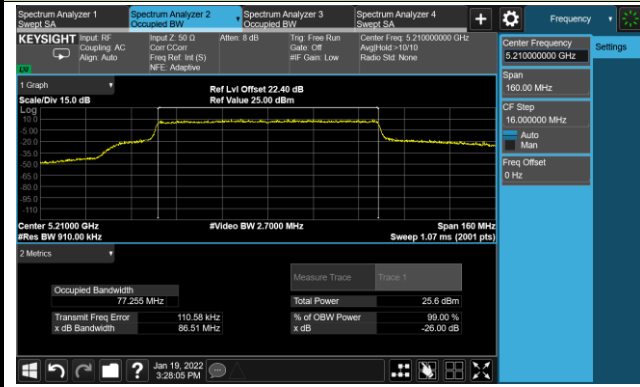 Spectrum Analyzer 1
Swept SA
Spectrum Analyzer 2
Occupied BW
Spectrum Analyzer 3
Occupied BW
Spectrum Analyzer 4
Swept SA
+
Frequency
KEYSIGHT
Input: RF
Coupling: AC
Align: Auto
Input Z: 50 Ω
Corr CCorr
Freq Ref: Int (S)
NFE: Adaptive
Atten: 8 dB
Trig: Free Run
Gate: Off
#IF Gain: Low
Center Freq: 5.210000000 GHz
Avg|Hold:>10/10
Radio Std: None
Center Frequency
5.210000000 GHz
Settings
Span
160.00 MHz
CF Step
16.000000 MHz
Auto
Man
Freq Offset
0 Hz
1 Graph
Scale/Div 15.0 dB
Ref Lvl Offset 22.40 dB
Ref Value 25.00 dBm
Log
10.0
-5.00
-20.0
-35.0
-50.0
-65.0
-80.0
-95.0
-110
Center 5.21000 GHz
#Res BW 910.00 kHz
#Video BW 2.7000 MHz
Span 160 MHz
Sweep 1.07 ms (2001 pts)
2 Metrics
Measure Trace
Trace 1
Occupied Bandwidth
77.255 MHz
Total Power
25.6 dBm
Transmit Freq Error
110.58 kHz
% of OBW Power
99.00 %
x dB Bandwidth
86.51 MHz
x dB
-26.00 dB
?
Jan 19, 2022
3:28:05 PM